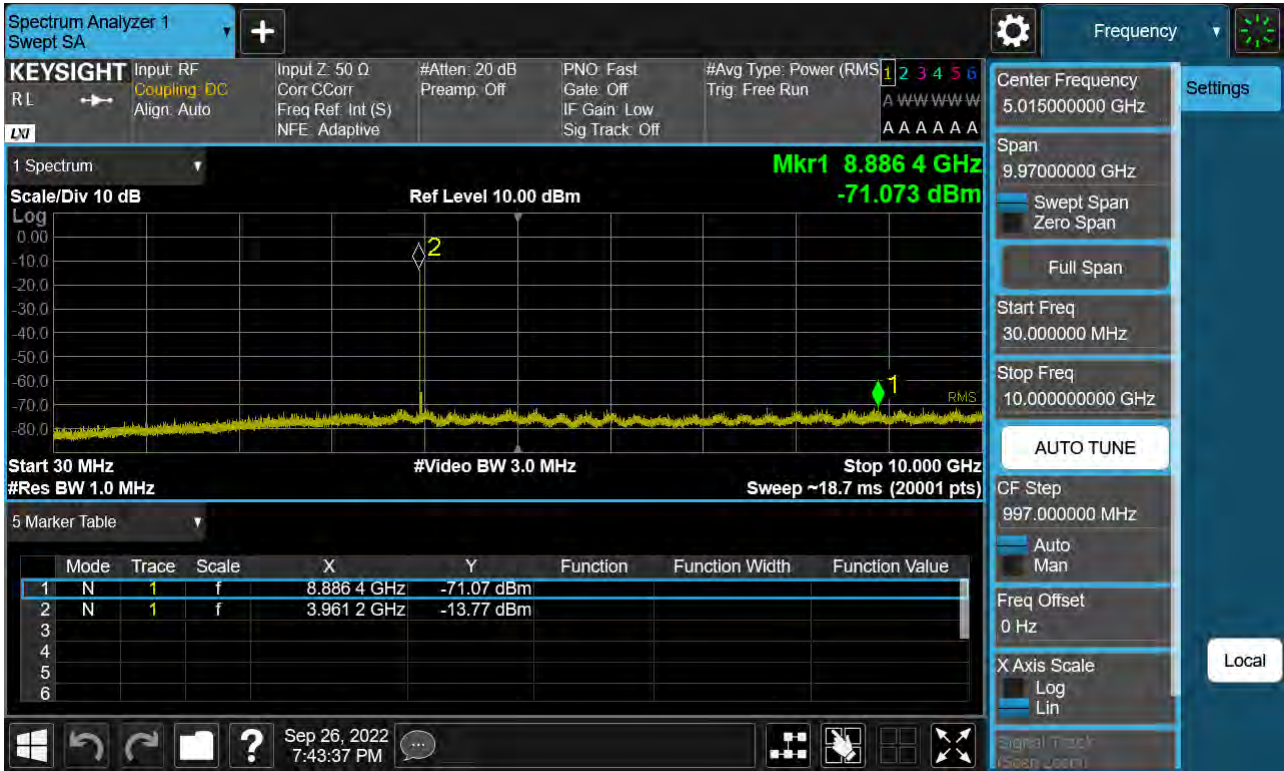 Spectrum Analyzer 1
Swept SA
+
Frequency
KEYSIGHT
RL
LXI
Input: RF
Coupling: DC
Align: Auto
Input Z: 50 Ω
Corr CCorr
Freq Ref: Int (S)
NFE: Adaptive
#Atten: 20 dB
Preamp: Off
PNO: Fast
Gate: Off
IF Gain: Low
Sig Track: Off
#Avg Type: Power (RMS
Trig: Free Run
1 2 3 4 5 6
A W W W W W
A A A A A A
1 Spectrum
Mkr1 8.886 4 GHz
-71.073 dBm
Scale/Div 10 dB
Ref Level 10.00 dBm
Log
0.00
-10.0
-20.0
-30.0
-40.0
-50.0
-60.0
-70.0
-80.0
2
1
RMS
Start 30 MHz
#Video BW 3.0 MHz
Stop 10.000 GHz
#Res BW 1.0 MHz
Sweep ~18.7 ms (20001 pts)
5 Marker Table
Mode Trace Scale X Y Function Function Width Function Value
1 N 1 f 8.886 4 GHz -71.07 dBm
2 N 1 f 3.961 2 GHz -13.77 dBm
3
4
5
6
Sep 26, 2022
7:43:37 PM
?
Center Frequency
5.015000000 GHz
Settings
Span
9.97000000 GHz
Swept Span
Zero Span
Full Span
Start Freq
30.000000 MHz
Stop Freq
10.000000000 GHz
AUTO TUNE
CF Step
997.000000 MHz
Auto
Man
Freq Offset
0 Hz
X Axis Scale
Log
Lin
Local
Signal Track
(Span Zoom)